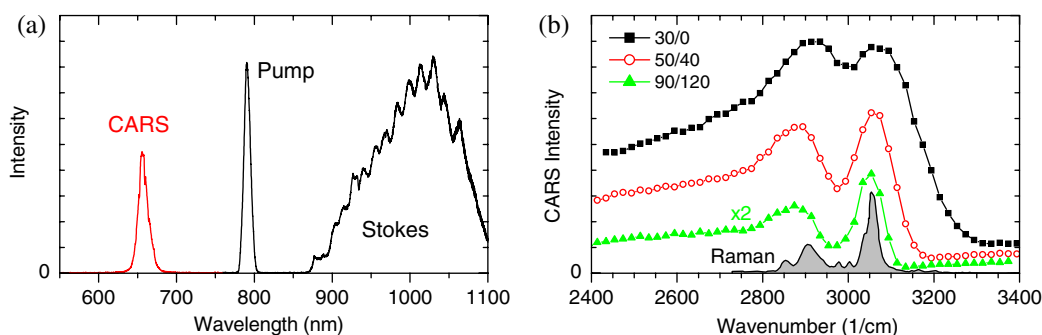 (a)
CARS
Pump
Stokes
Intensity
0
600
700
800
900
1000
1100
Wavelength (nm)
(b)
30/0
50/40
90/120
x2
Raman
CARS Intensity
0
2400
2600
2800
3000
3200
3400
Wavenumber (1/cm)